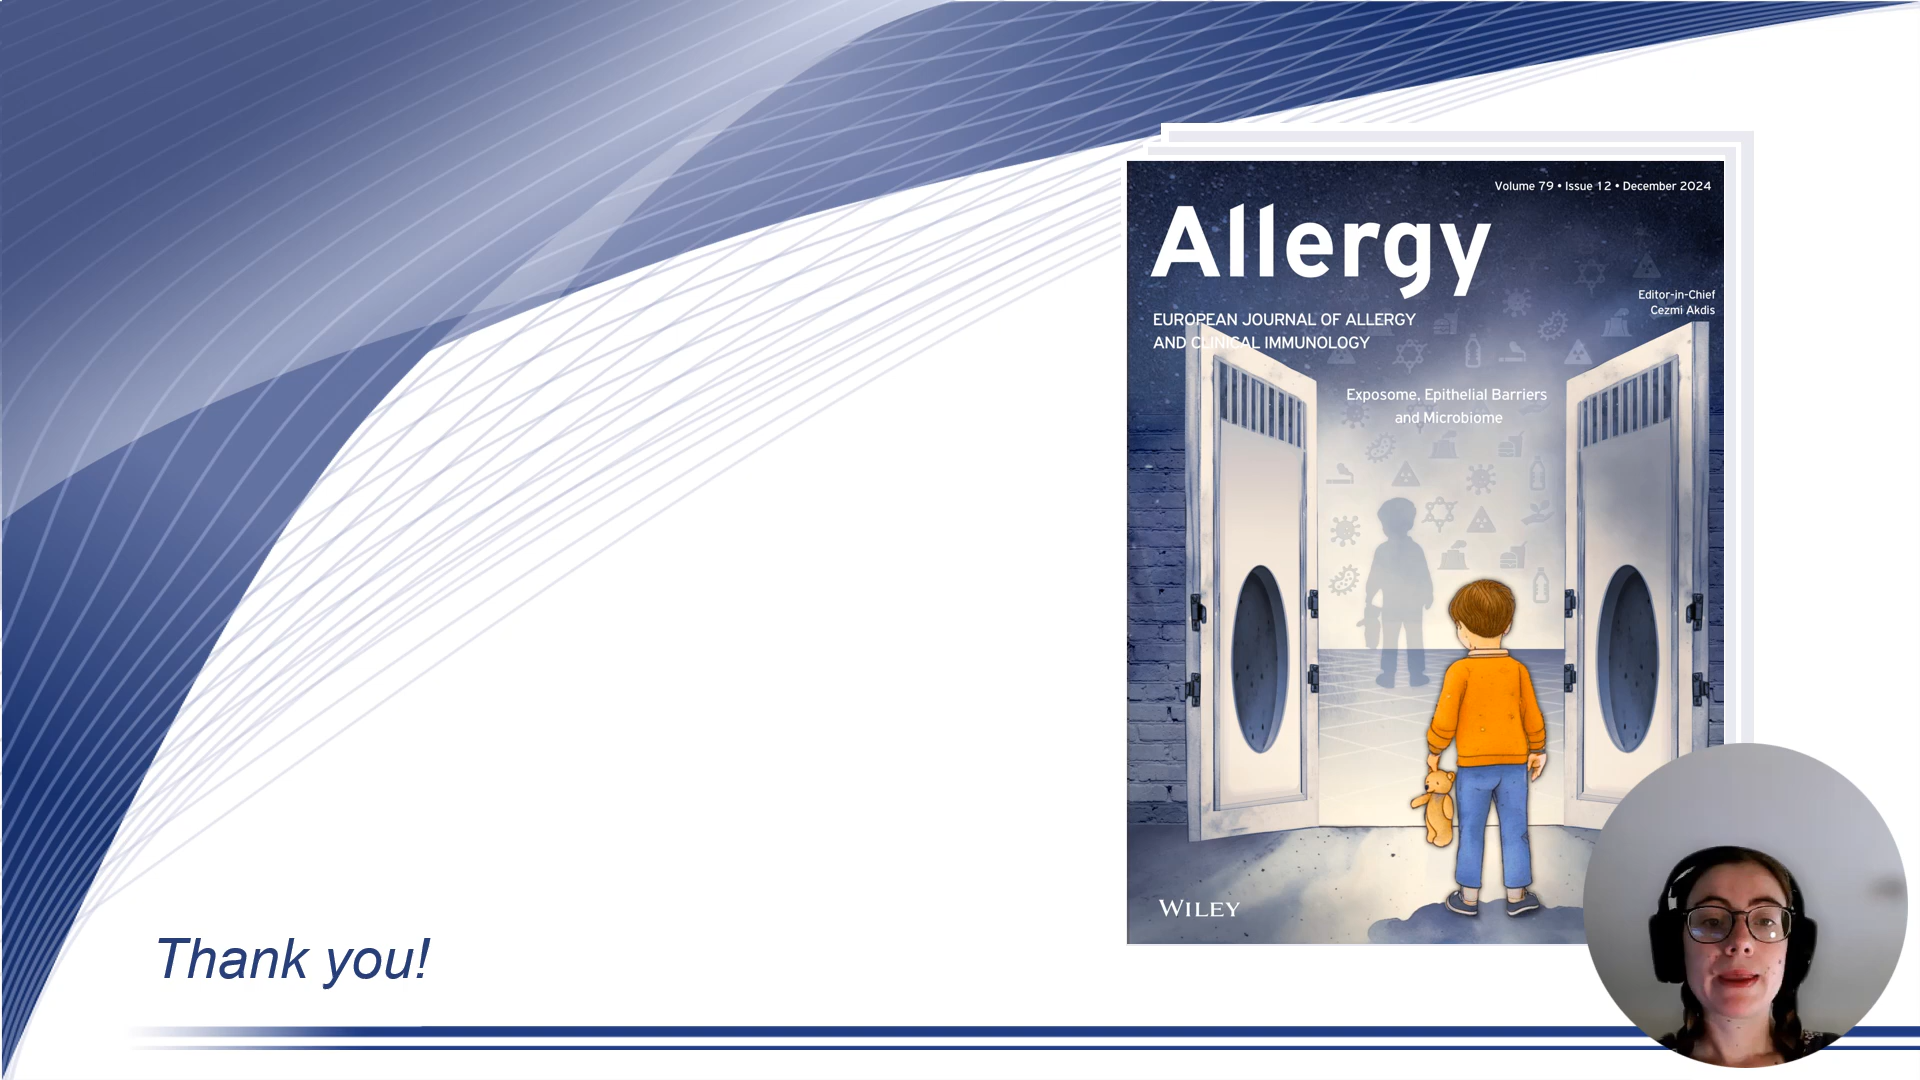 Volume 79 • Issue 12 • December 2024
Allergy
Editor-in-Chief
Cezmi Akdis
EUROPEAN JOURNAL OF ALLERGY
AND CLINICAL IMMUNOLOGY
Exposome, Epithelial Barriers
and Microbiome
WILEY
Thank you!